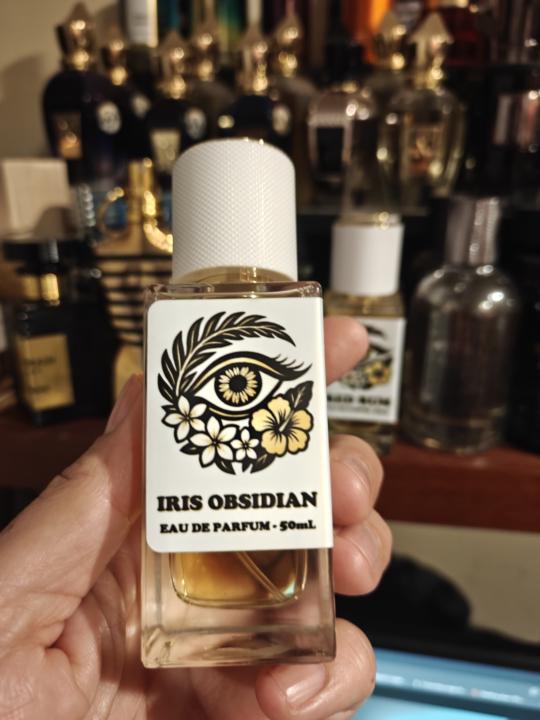 IRIS OBSIDIAN
EAU DE PARFUM - 50mL